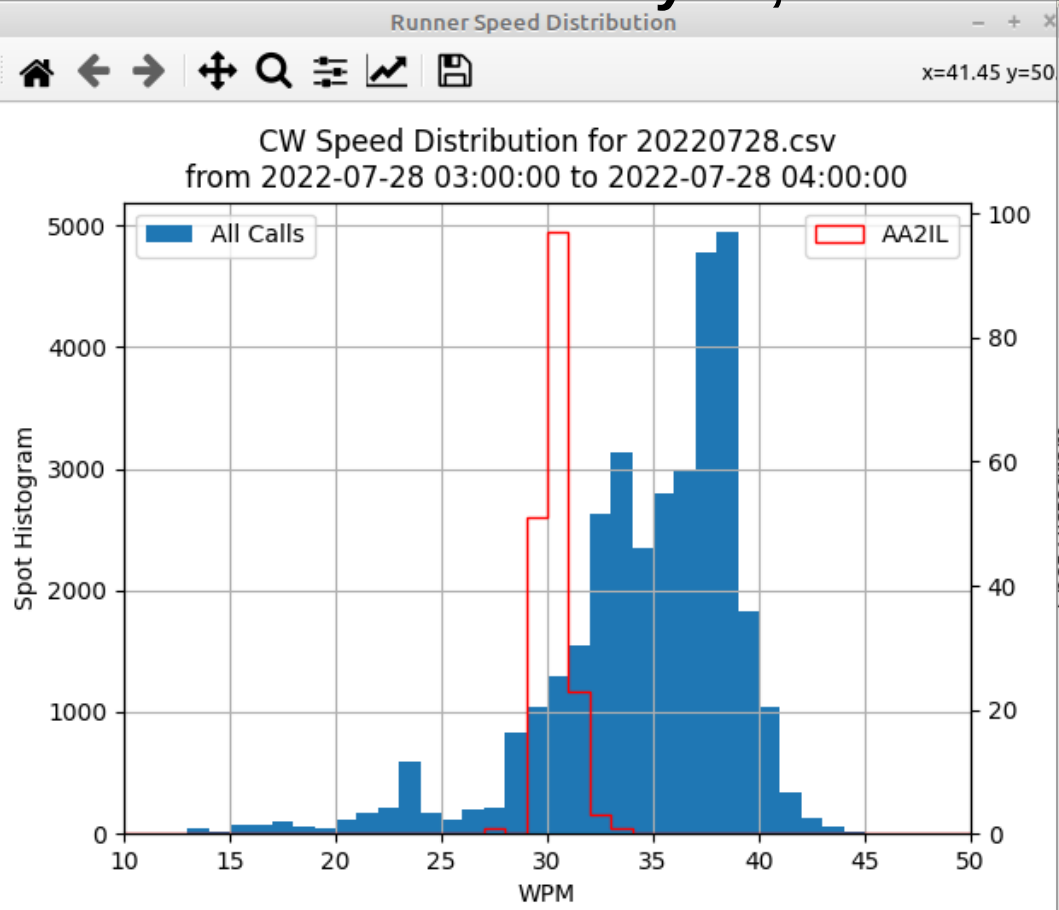 Runner Speed Distribution
x=41.45 y=50.
CW Speed Distribution for 20220728.csv
from 2022-07-28 03:00:00 to 2022-07-28 04:00:00
All Calls
AA2IL
5000
4000
3000
2000
1000
0
Spot Histogram
100
80
60
40
20
0
10 15 20 25 30 35 40 45 50
WPM